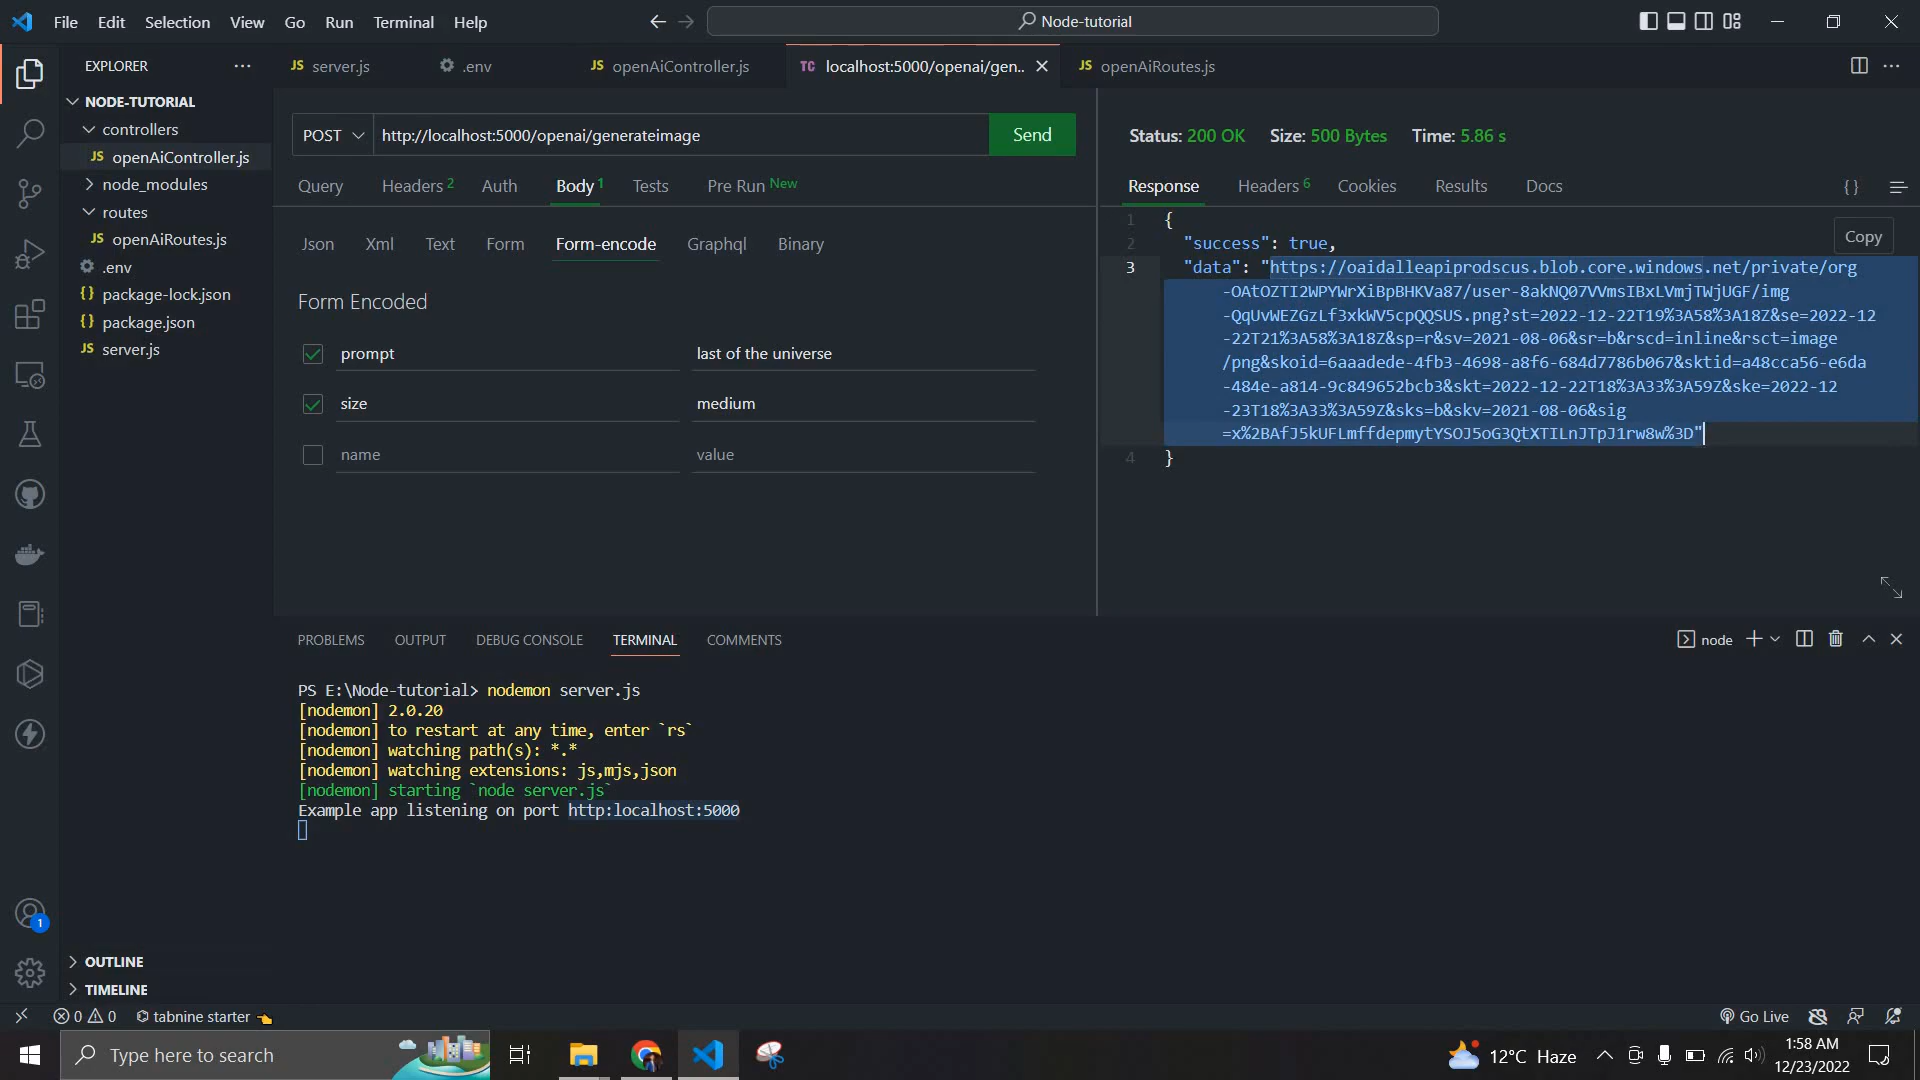 File Edit Selection View Go Run Terminal Help
Node-tutorial
EXPLORER
NODE-TUTORIAL
controllers
JS openAiController.js
node_modules
routes
JS openAiRoutes.js
.env
{} package-lock.json
{} package.json
JS server.js
OUTLINE
TIMELINE
JS server.js
.env
JS openAiController.js
TC localhost:5000/openai/gen..
JS openAiRoutes.js
POST http://localhost:5000/openai/generateimage Send
Query Headers 2 Auth Body 1 Tests Pre Run New
Json Xml Text Form Form-encode Graphql Binary
Form Encoded
prompt last of the universe
size medium
name value
Status: 200 OK Size: 500 Bytes Time: 5.86 s
Response Headers 6 Cookies Results Docs {}
Copy
1 {
2 "success": true,
3 "data": "https://oaidalleapiprodscus.blob.core.windows.net/private/org
-OAtOZTI2WPYWrXiBpBHKVa87/user-8akNQ07VVmsIBxLVmjTWjUGF/img
-QqUvWEZGzLf3xkWV5cpQQSUS.png?st=2022-12-22T19%3A58%3A18Z&se=2022-12
-22T21%3A58%3A18Z&sp=r&sv=2021-08-06&sr=b&rscd=inline&rsct=image
/png&skoid=6aaadede-4fb3-4698-a8f6-684d7786b067&sktid=a48cca56-e6da
-484e-a814-9c849652bcb3&skt=2022-12-22T18%3A33%3A59Z&ske=2022-12
-23T18%3A33%3A59Z&sks=b&skv=2021-08-06&sig
=x%2BAfJ5kUFLmffdepmytYSOJ5oG3QtXTILnJTpJ1rw8w%3D"
4 }
PROBLEMS OUTPUT DEBUG CONSOLE TERMINAL COMMENTS
node
PS E:\Node-tutorial> nodemon server.js
[nodemon] 2.0.20
[nodemon] to restart at any time, enter `rs`
[nodemon] watching path(s): *.*
[nodemon] watching extensions: js,mjs,json
[nodemon] starting `node server.js`
Example app listening on port http:localhost:5000
1
0 0 tabnine starter
Go Live
Type here to search
12°C Haze
1:58 AM
12/23/2022